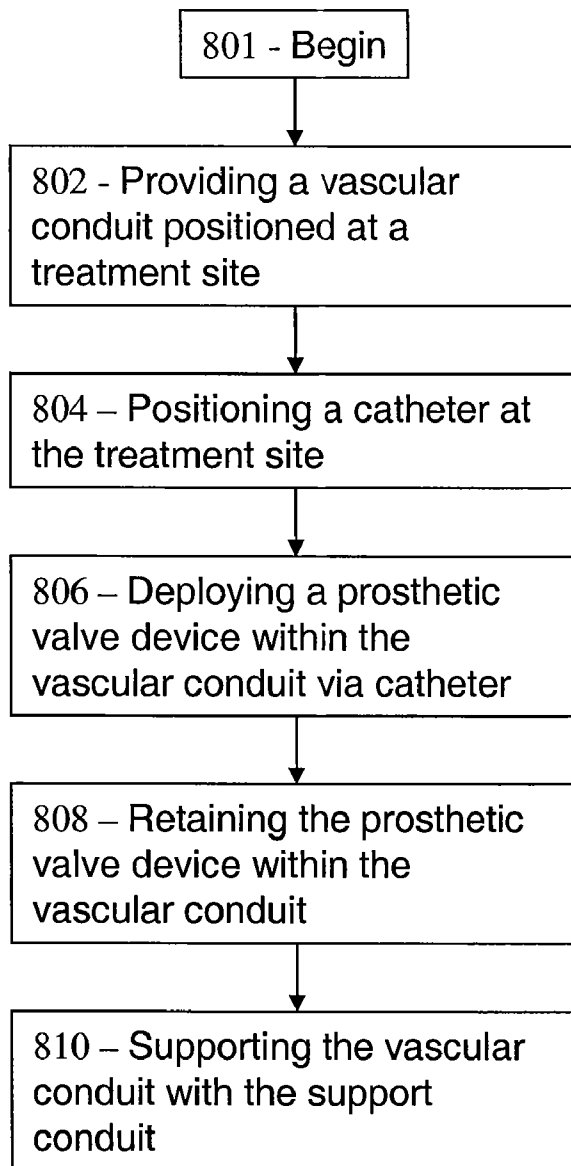 801 - Begin
802 - Providing a vascular
conduit positioned at a
treatment site
804 – Positioning a catheter at
the treatment site
806 – Deploying a prosthetic
valve device within the
vascular conduit via catheter
808 – Retaining the prosthetic
valve device within the
vascular conduit
810 – Supporting the vascular
conduit with the support
conduit